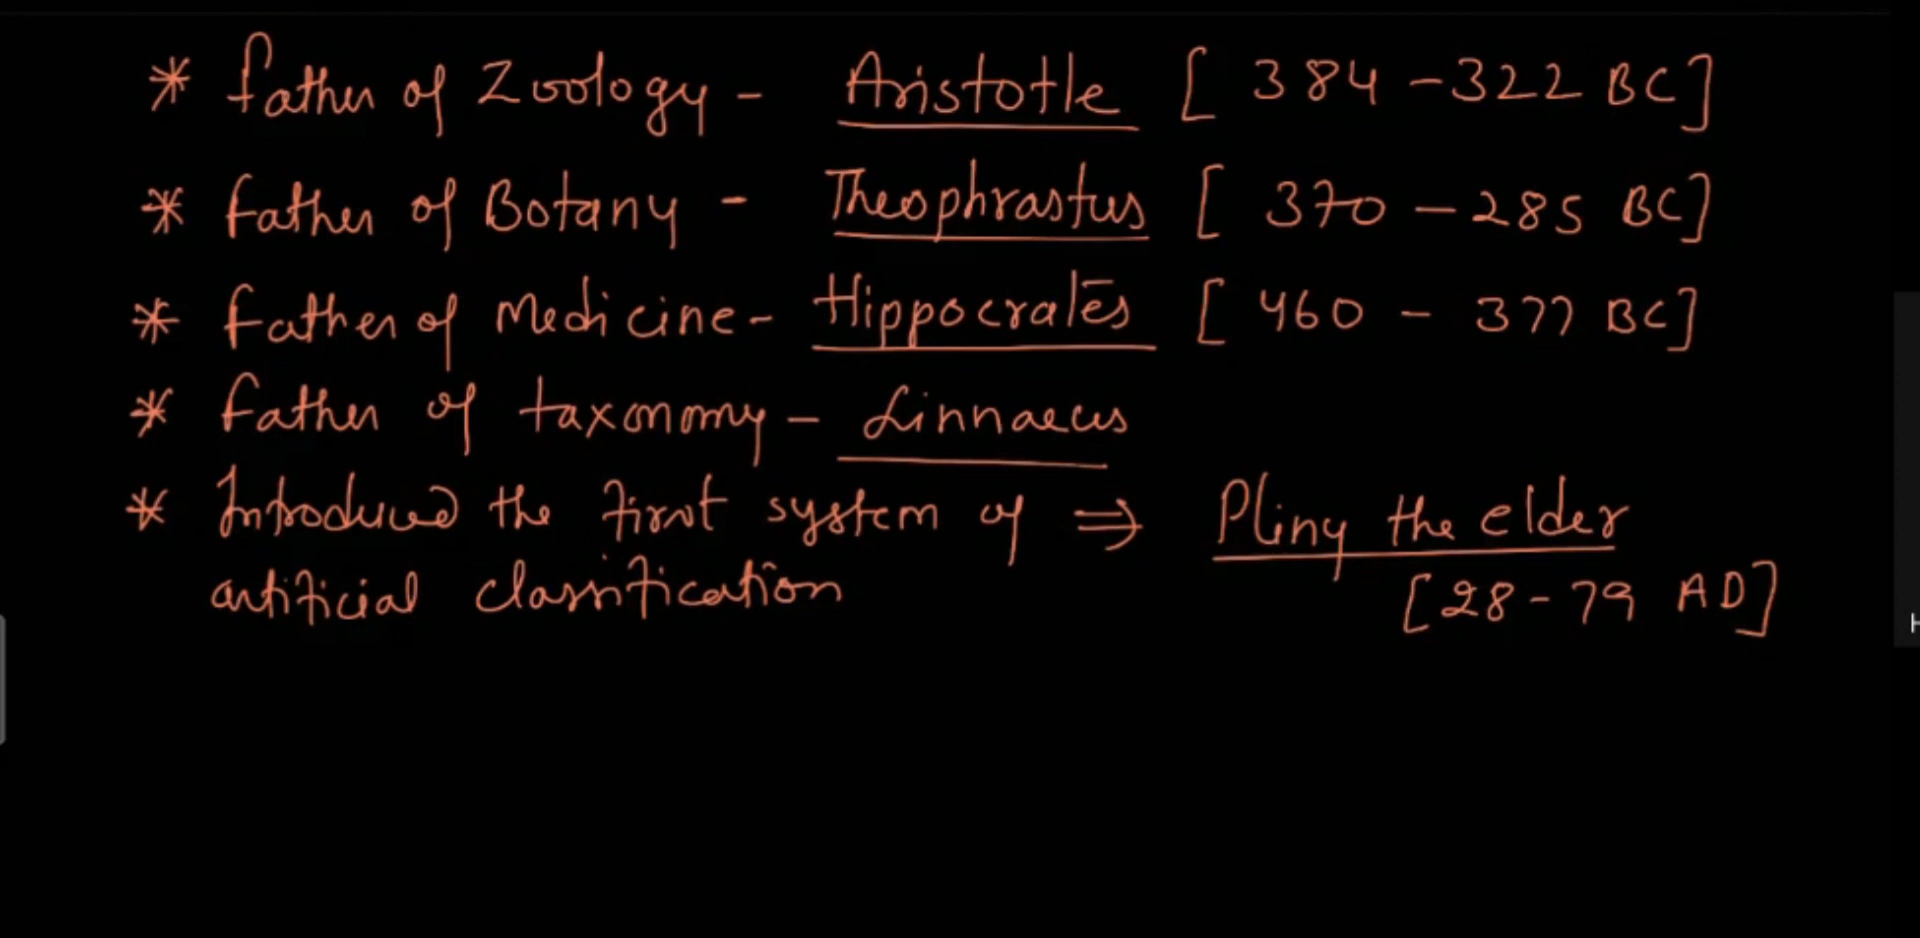 * Father of Zoology - Aristotle [ 384 - 322 BC]
* Father of Botany - Theophrastus [ 370 - 285 BC]
* Father of Medicine - Hippocrates [ 460 - 377 BC]
* Father of taxonomy - Linnaeus
* Introduced the first system of ⇒ Pliny the elder
artificial classification [28 - 79 AD]
H